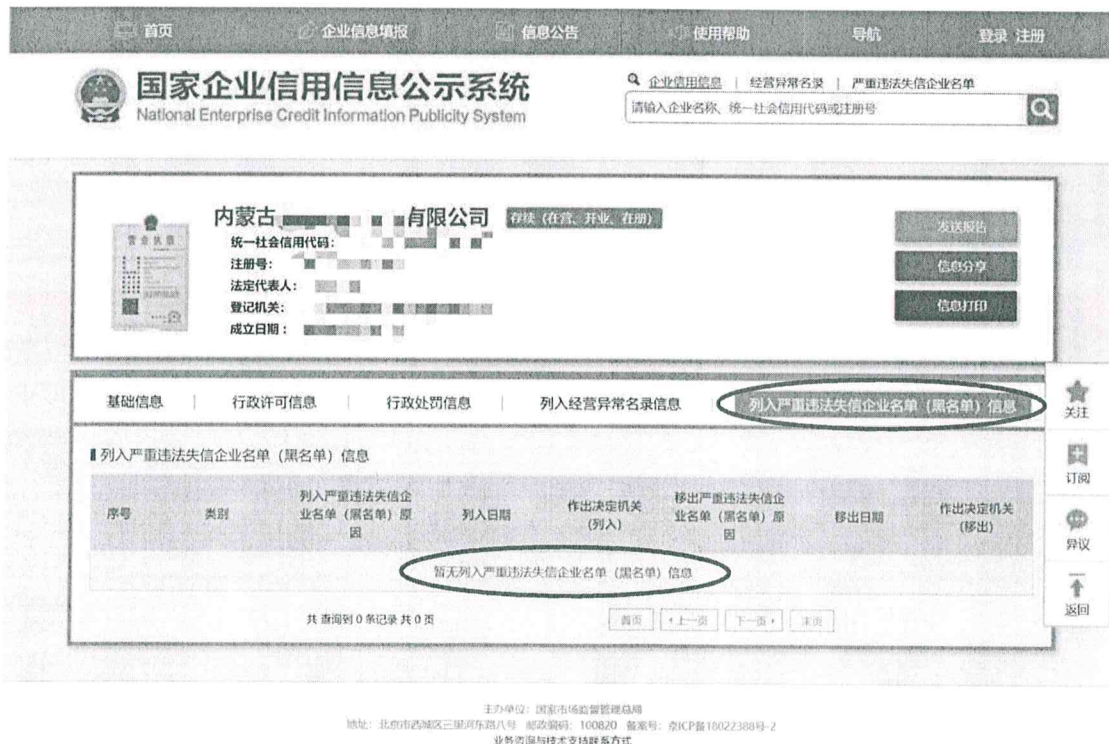 首页 企业信息填报 信息公告 使用帮助 导航 登录 注册
国家企业信用信息公示系统
National Enterprise Credit Information Publicity System
企业信用信息 | 经营异常名录 | 严重违法失信企业名单
请输入企业名称、统一社会信用代码或注册号
内蒙古 有限公司 存续（在营、开业、在册）
营业执照
统一社会信用代码：
注册号：
法定代表人：
登记机关：
成立日期：
发送报告
信息分享
信息打印
基础信息 | 行政许可信息 | 行政处罚信息 | 列入经营异常名录信息 | 列入严重违法失信企业名单（黑名单）信息
关注
订阅
异议
返回
列入严重违法失信企业名单（黑名单）信息
序号 类别 列入严重违法失信企业名单（黑名单）原因 列入日期 作出决定机关(列入) 移出严重违法失信企业名单（黑名单）原因 移出日期 作出决定机关(移出)
暂无列入严重违法失信企业名单（黑名单）信息
共 查询到 0 条记录 共 0 页 首页 上一页 下一页 末页
主办单位：国家市场监督管理总局
地址：北京市西城区三里河东路八号 邮政编码：100820 备案号：京ICP备18022388号-2
业务咨询与技术支持联系方式